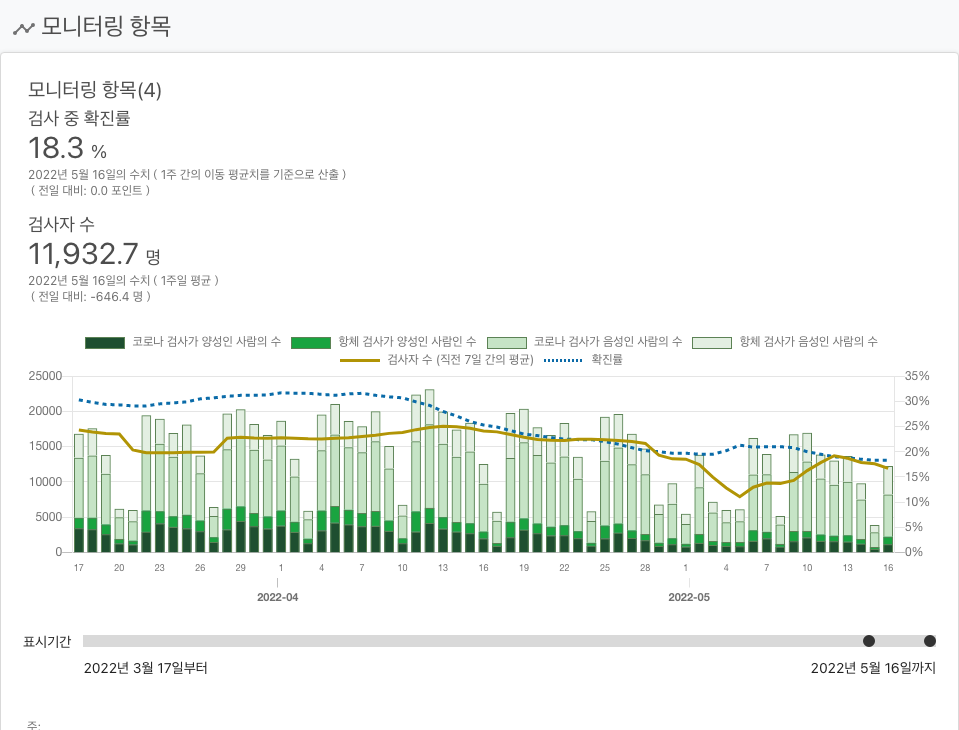 모니터링 항목
모니터링 항목(4)
검사 중 확진률
18.3 %
2022년 5월 16일의 수치 ( 1주 간의 이동 평균치를 기준으로 산출 )
( 전일 대비: 0.0 포인트 )
검사자 수
11,932.7 명
2022년 5월 16일의 수치 ( 1주일 평균 )
( 전일 대비: -646.4 명 )
코로나 검사가 양성인 사람의 수 항체 검사가 양성인 사람인 수 코로나 검사가 음성인 사람의 수 항체 검사가 음성인 사람의 수
검사자 수 (직전 7일 간의 평균) 확진률
25000 35%
20000 30%
15000 25%
10000 20%
5000 15%
0 10%
5%
0%
17 20 23 26 29 1 4 7 10 13 16 19 22 25 28 1 4 7 10 13 16
2022-04 2022-05
표시기간
2022년 3월 17일부터 2022년 5월 16일까지
주: